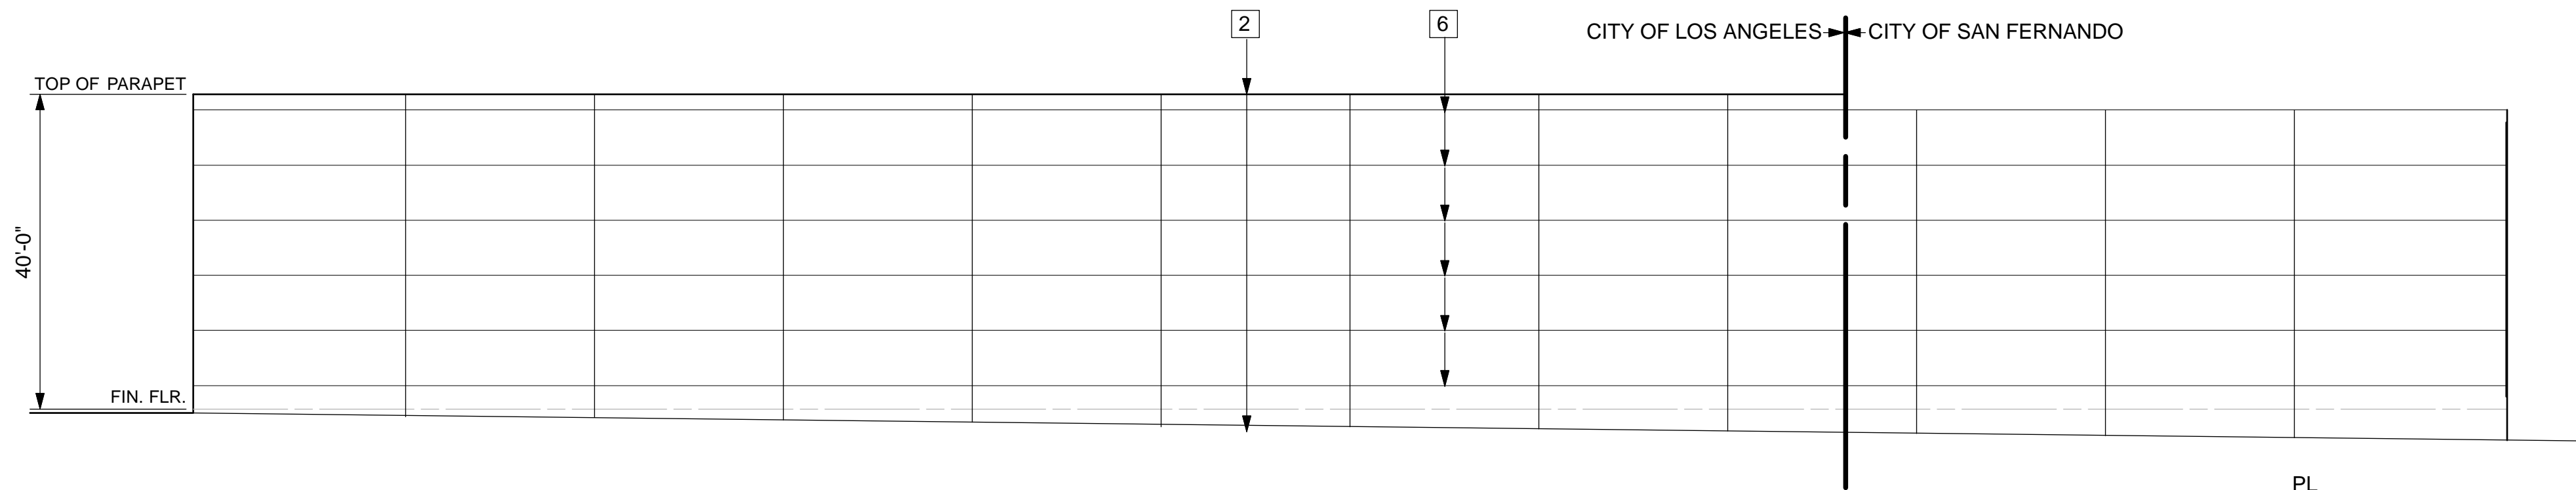 2
6
CITY OF LOS ANGELES
CITY OF SAN FERNANDO
TOP OF PARAPET
40'-0"
FIN. FLR.
PL